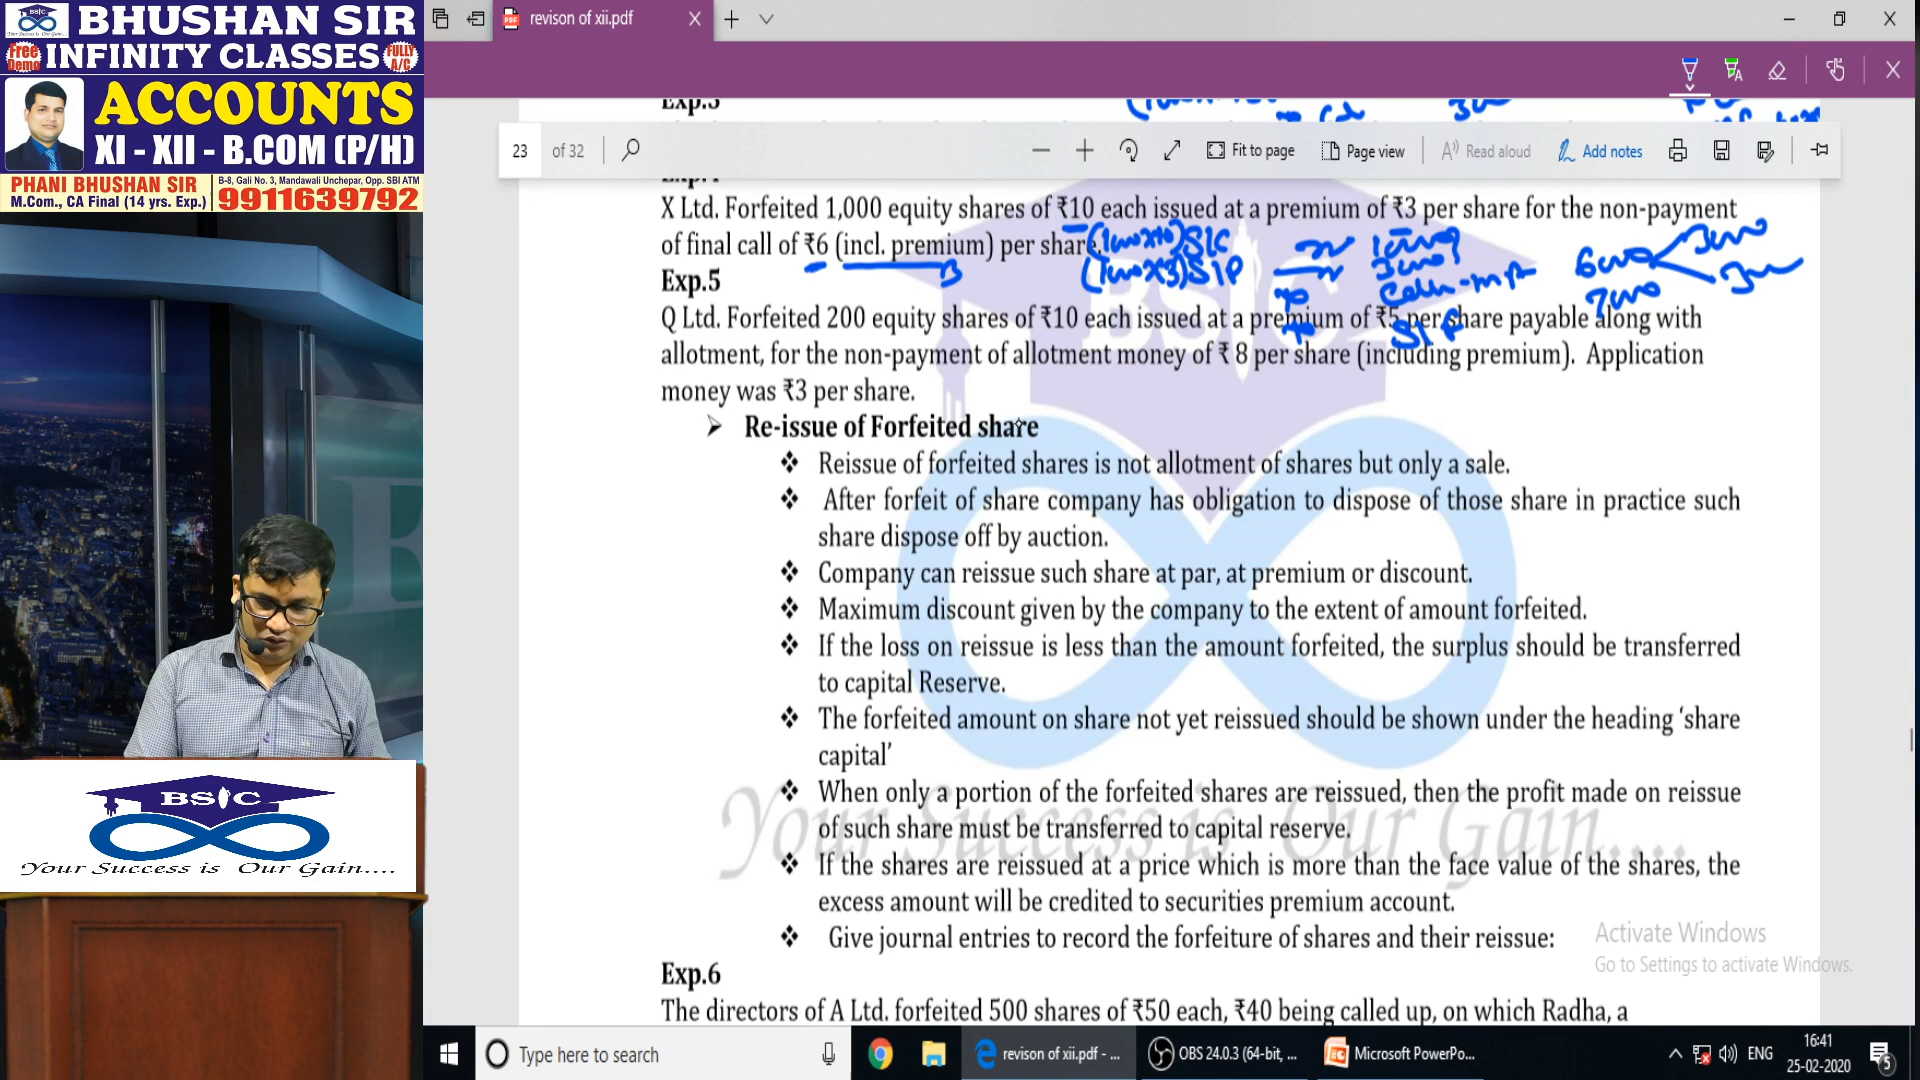 BHUSHAN SIR
Free Demo INFINITY CLASSES FULLY A/C
ACCOUNTS
XI - XII - B.COM (P/H)
PHANI BHUSHAN SIR
M.Com., CA Final (14 yrs. Exp.)
B-8, Gali No. 3, Mandawali Unchepar, Opp. SBI ATM
9911639792
revison of xii.pdf
Exp.3
23 of 32
Fit to page
Page view
Read aloud
Add notes
X Ltd. Forfeited 1,000 equity shares of ₹10 each issued at a premium of ₹3 per share for the non-payment
of final call of ₹6 (incl. premium) per share.
Exp.5
Q Ltd. Forfeited 200 equity shares of ₹10 each issued at a premium of ₹5 per share payable along with
allotment, for the non-payment of allotment money of ₹ 8 per share (including premium). Application
money was ₹3 per share.
➢ Re-issue of Forfeited share
❖ Reissue of forfeited shares is not allotment of shares but only a sale.
❖ After forfeit of share company has obligation to dispose of those share in practice such
share dispose off by auction.
❖ Company can reissue such share at par, at premium or discount.
❖ Maximum discount given by the company to the extent of amount forfeited.
❖ If the loss on reissue is less than the amount forfeited, the surplus should be transferred
to capital Reserve.
❖ The forfeited amount on share not yet reissued should be shown under the heading ‘share
capital’
❖ When only a portion of the forfeited shares are reissued, then the profit made on reissue
of such share must be transferred to capital reserve.
❖ If the shares are reissued at a price which is more than the face value of the shares, the
excess amount will be credited to securities premium account.
❖ Give journal entries to record the forfeiture of shares and their reissue:
Exp.6
The directors of A Ltd. forfeited 500 shares of ₹50 each, ₹40 being called up, on which Radha, a
BSIC
Your Success is Our Gain....
BSIC
Your Success is Our Gain....
Activate Windows
Go to Settings to activate Windows.
Type here to search
revison of xii.pdf - ...
OBS 24.0.3 (64-bit, ...
Microsoft PowerPo...
ENG
16:41
25-02-2020
5